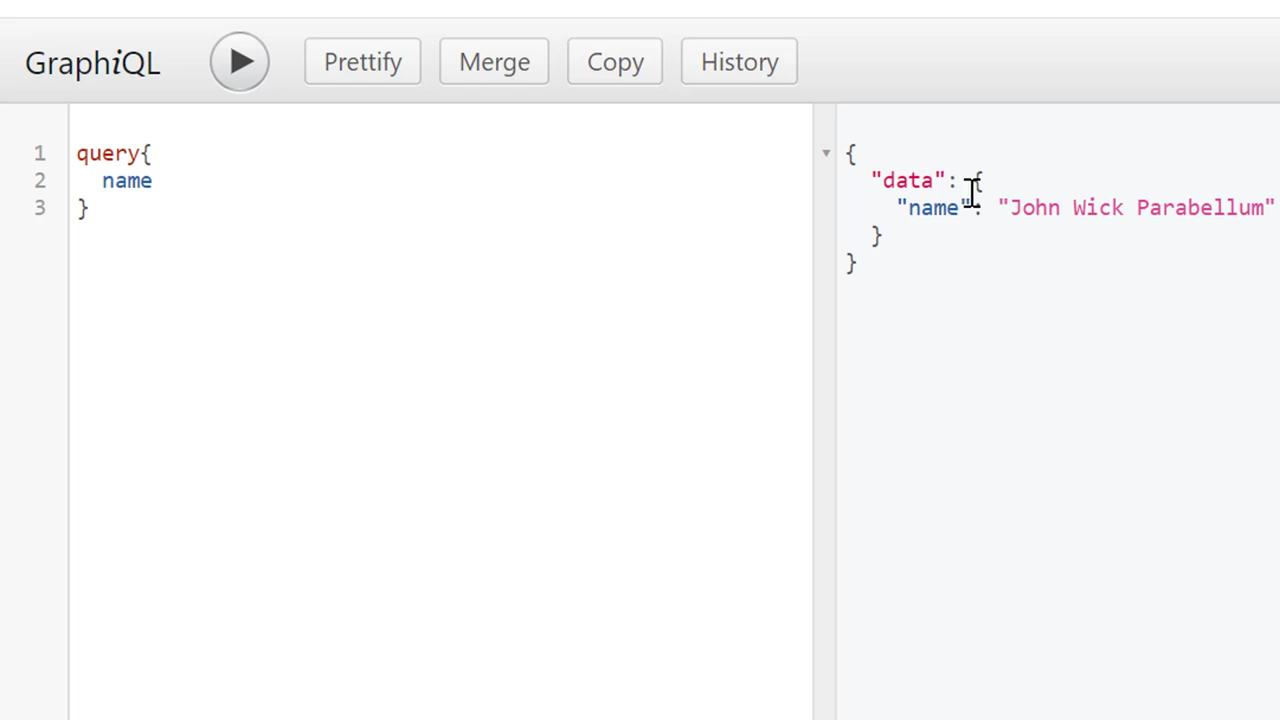 GraphiQL Prettify Merge Copy History
1 query{
2 name
3 }
{
"data": {
"name": "John Wick Parabellum"
}
}